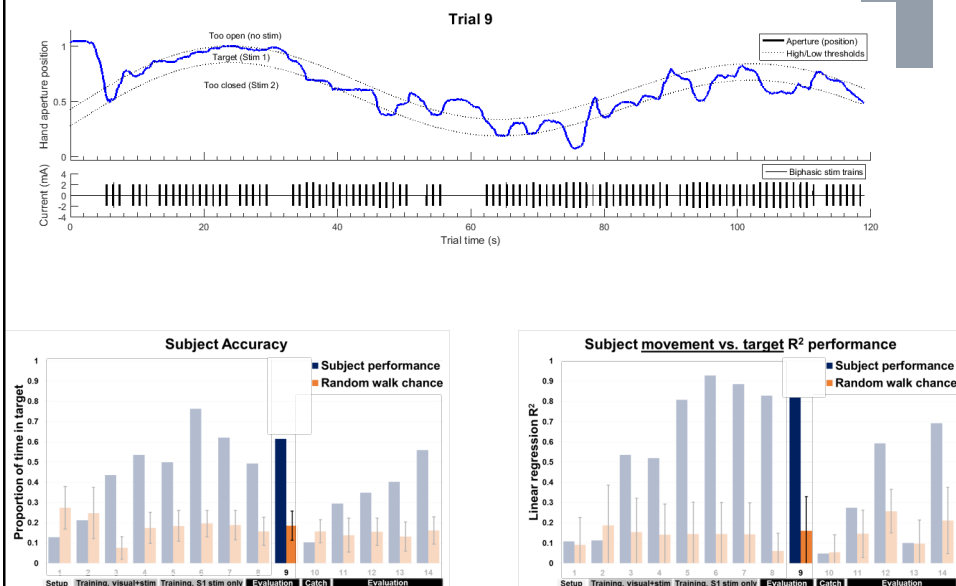 Trial 9
Too open (no stim)
Target (Stim 1)
Too closed (Stim 2)
Aperture (position)
High/Low thresholds
Hand aperture position
1
0.5
0
Biphasic stim trains
Current (mA)
4
2
0
-2
-4
0 20 40 60 80 100 120
Trial time (s)
Subject Accuracy
Subject performance
Random walk chance
Proportion of time in target
1
0.9
0.8
0.7
0.6
0.5
0.4
0.3
0.2
0.1
0
1 2 3 4 5 6 7 8 9 10 11 12 13 14
Setup Training, visual+stim Training, S1 stim only Evaluation Catch Evaluation
Subject movement vs. target R² performance
Subject performance
Random walk chance
Linear regression R²
1
0.9
0.8
0.7
0.6
0.5
0.4
0.3
0.2
0.1
0
1 2 3 4 5 6 7 8 9 10 11 12 13 14
Setup Training, visual+stim Training, S1 stim only Evaluation Catch Evaluation